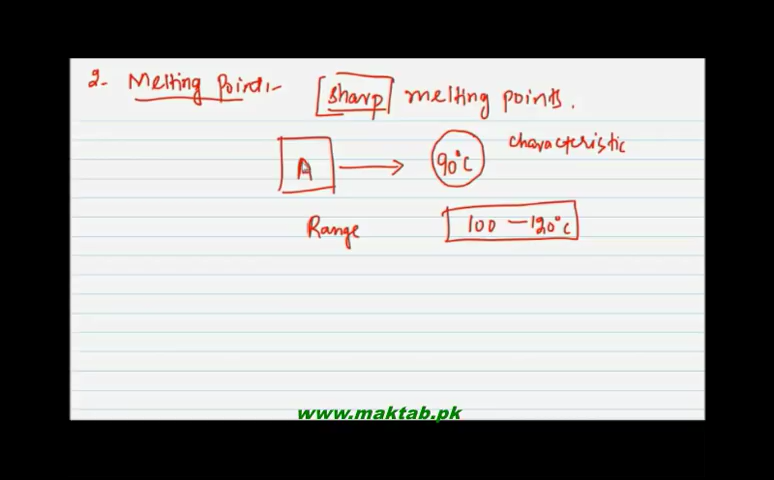 2- Melting Point:-
sharp melting points.
A → 90°C characteristic
Range 100 - 120°C
www.maktab.pk